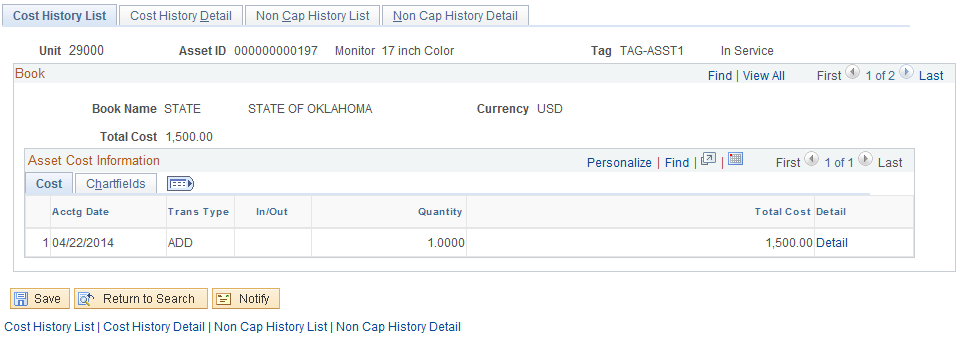 Cost History List Cost History Detail Non Cap History List Non Cap History Detail
Unit 29000 Asset ID 000000000197 Monitor 17 inch Color Tag TAG-ASST1 In Service
Book Find | View All First 1 of 2 Last
Book Name STATE STATE OF OKLAHOMA Currency USD
Total Cost 1,500.00
Asset Cost Information Personalize | Find | | First 1 of 1 Last
Cost Chartfields
Acctg Date Trans Type In/Out Quantity Total Cost Detail
1 04/22/2014 ADD 1.0000 1,500.00 Detail
Save Return to Search Notify
Cost History List | Cost History Detail | Non Cap History List | Non Cap History Detail